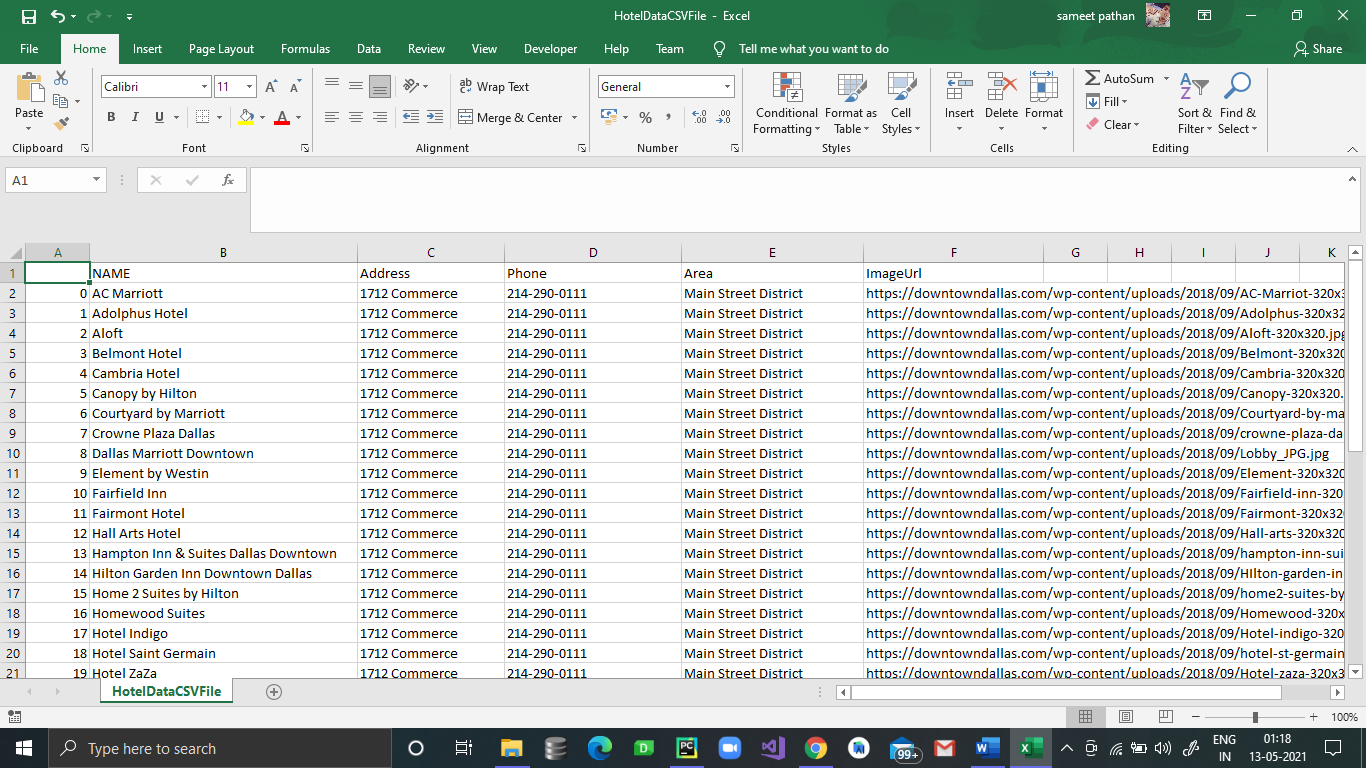 HotelDataCSVFile - Excel
sameet pathan
File Home Insert Page Layout Formulas Data Review View Developer Help Team Tell me what you want to do Share
Calibri 11 Wrap Text General AutoSum
Paste Conditional Formatting Format as Table Cell Styles Insert Delete Format Fill Sort & Filter Find & Select
B I U Merge & Center % , Clear
Clipboard Font Alignment Number Styles Cells Editing
A1 fx
A B C D E F G H I J K
1 NAME Address Phone Area ImageUrl
2 0 AC Marriott 1712 Commerce 214-290-0111 Main Street District https://downtowndallas.com/wp-content/uploads/2018/09/AC-Marriot-320x3
3 1 Adolphus Hotel 1712 Commerce 214-290-0111 Main Street District https://downtowndallas.com/wp-content/uploads/2018/09/Adolphus-320x32
4 2 Aloft 1712 Commerce 214-290-0111 Main Street District https://downtowndallas.com/wp-content/uploads/2018/09/Aloft-320x320.jpg
5 3 Belmont Hotel 1712 Commerce 214-290-0111 Main Street District https://downtowndallas.com/wp-content/uploads/2018/09/Belmont-320x320
6 4 Cambria Hotel 1712 Commerce 214-290-0111 Main Street District https://downtowndallas.com/wp-content/uploads/2018/09/Cambria-320x320
7 5 Canopy by Hilton 1712 Commerce 214-290-0111 Main Street District https://downtowndallas.com/wp-content/uploads/2018/09/Canopy-320x320.
8 6 Courtyard by Marriott 1712 Commerce 214-290-0111 Main Street District https://downtowndallas.com/wp-content/uploads/2018/09/Courtyard-by-ma
9 7 Crowne Plaza Dallas 1712 Commerce 214-290-0111 Main Street District https://downtowndallas.com/wp-content/uploads/2018/09/crowne-plaza-da
10 8 Dallas Marriott Downtown 1712 Commerce 214-290-0111 Main Street District https://downtowndallas.com/wp-content/uploads/2018/09/Lobby_JPG.jpg
11 9 Element by Westin 1712 Commerce 214-290-0111 Main Street District https://downtowndallas.com/wp-content/uploads/2018/09/Element-320x320
12 10 Fairfield Inn 1712 Commerce 214-290-0111 Main Street District https://downtowndallas.com/wp-content/uploads/2018/09/Fairfield-inn-320
13 11 Fairmont Hotel 1712 Commerce 214-290-0111 Main Street District https://downtowndallas.com/wp-content/uploads/2018/09/Fairmont-320x320
14 12 Hall Arts Hotel 1712 Commerce 214-290-0111 Main Street District https://downtowndallas.com/wp-content/uploads/2018/09/Hall-arts-320x320
15 13 Hampton Inn & Suites Dallas Downtown 1712 Commerce 214-290-0111 Main Street District https://downtowndallas.com/wp-content/uploads/2018/09/hampton-inn-sui
16 14 Hilton Garden Inn Downtown Dallas 1712 Commerce 214-290-0111 Main Street District https://downtowndallas.com/wp-content/uploads/2018/09/HIlton-garden-in
17 15 Home 2 Suites by Hilton 1712 Commerce 214-290-0111 Main Street District https://downtowndallas.com/wp-content/uploads/2018/09/home2-suites-by
18 16 Homewood Suites 1712 Commerce 214-290-0111 Main Street District https://downtowndallas.com/wp-content/uploads/2018/09/Homewood-320x
19 17 Hotel Indigo 1712 Commerce 214-290-0111 Main Street District https://downtowndallas.com/wp-content/uploads/2018/09/Hotel-indigo-320
20 18 Hotel Saint Germain 1712 Commerce 214-290-0111 Main Street District https://downtowndallas.com/wp-content/uploads/2018/09/hotel-st-germain
21 19 Hotel ZaZa 1712 Commerce 214-290-0111 Main Street District https://downtowndallas.com/wp-content/uploads/2018/09/Hotel-zaza-320x3
HotelDataCSVFile
100%
Type here to search
99+
ENG
IN
01:18
13-05-2021